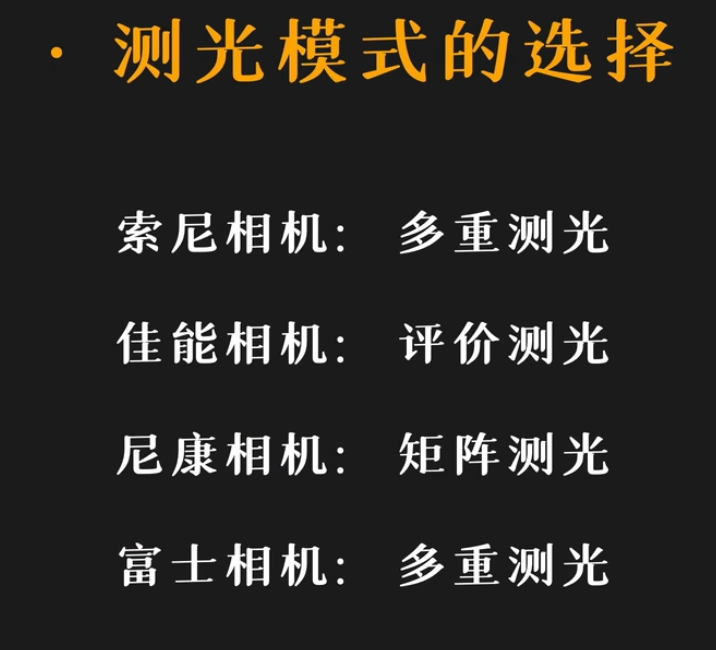 · 测光模式的选择
索尼相机: 多重测光
佳能相机: 评价测光
尼康相机: 矩阵测光
富士相机: 多重测光